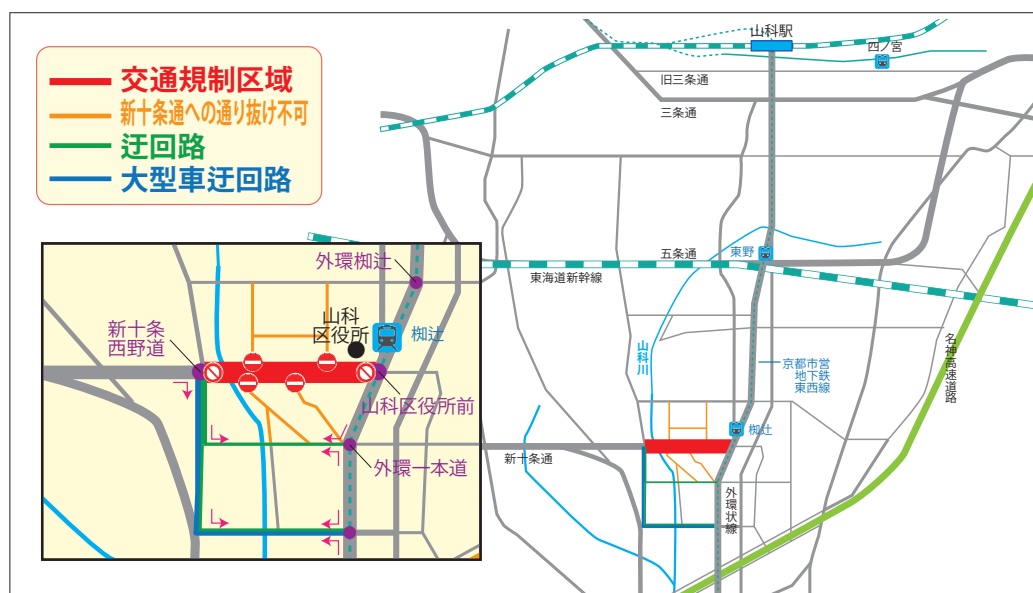 交通規制区域
新十条通への通り抜け不可
迂回路
大型車迂回路
山科駅
四ノ宮
旧三条通
三条通
東野
五条通
東海道新幹線
山科川
京都市営
地下鉄
東西線
名神高速道路
椥辻
新十条通
外環状線
外環椥辻
山科
区役所
椥辻
新十条
西野道
山科区役所前
外環一本道